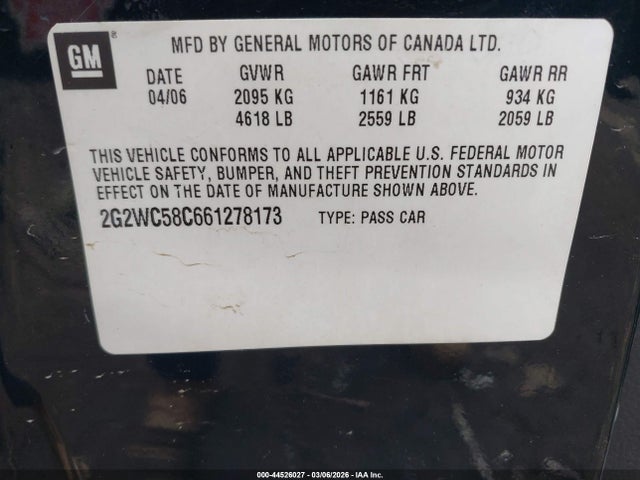 GM®
MFD BY GENERAL MOTORS OF CANADA LTD.
DATE GVWR GAWR FRT GAWR RR
04/06 2095 KG 1161 KG 934 KG
4618 LB 2559 LB 2059 LB
THIS VEHICLE CONFORMS TO ALL APPLICABLE U.S. FEDERAL MOTOR
VEHICLE SAFETY, BUMPER, AND THEFT PREVENTION STANDARDS IN
EFFECT ON THE DATE OF MANUFACTURE SHOWN ABOVE.
2G2WC58C661278173 TYPE: PASS CAR
000-44526027 - 03/06/2026 - IAAI, Inc.